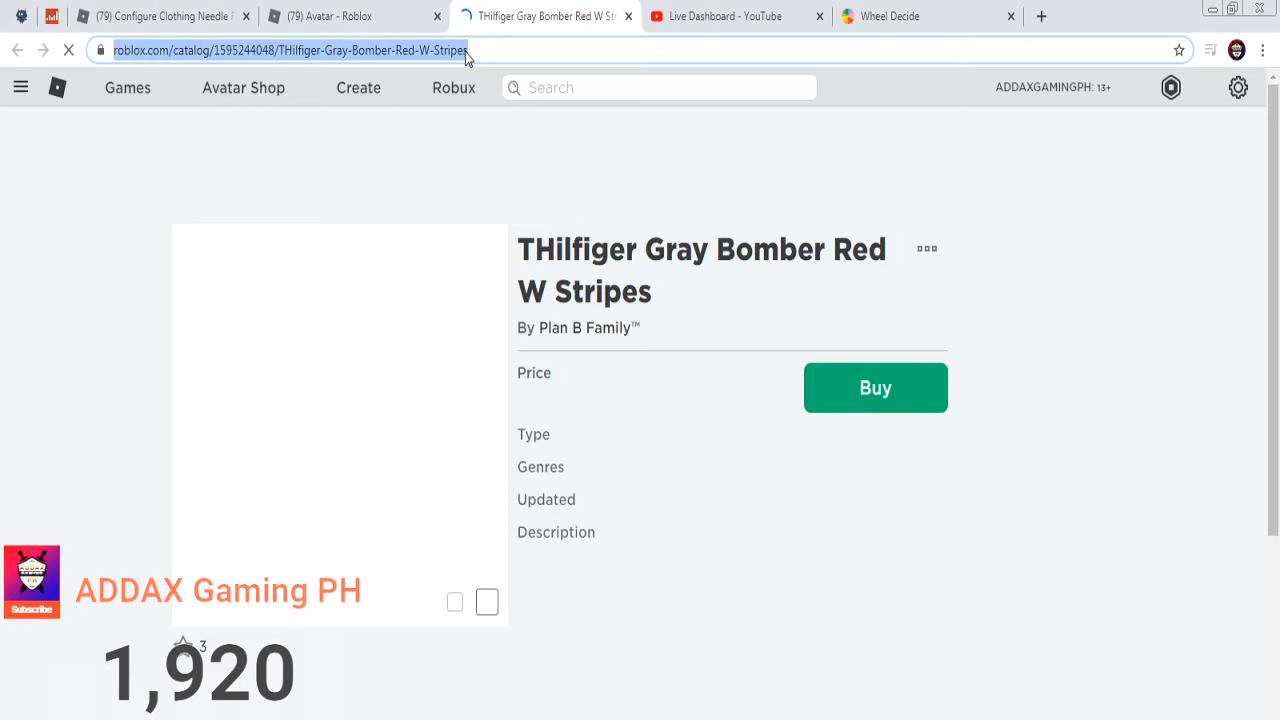 (79) Configure Clothing Needle F
(79) Avatar - Roblox
THilfiger Gray Bomber Red W St
Live Dashboard - YouTube
Wheel Decide
roblox.com/catalog/1595244048/THilfiger-Gray-Bomber-Red-W-Stripes
Games
Avatar Shop
Create
Robux
Search
ADDAXGAMINGPH: 13+
THilfiger Gray Bomber Red
W Stripes
By Plan B Family™
Price
Buy
Type
Genres
Updated
Description
Subscribe
ADDAX Gaming PH
3
1,920